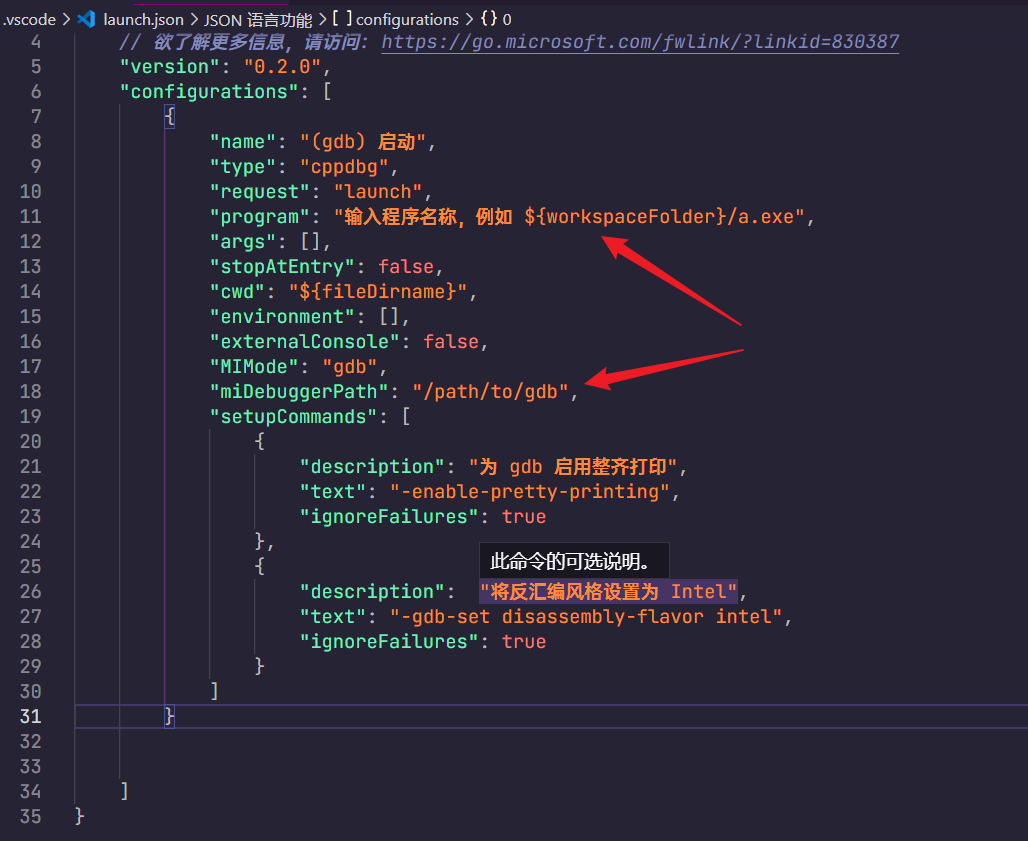 .vscode > launch.json > JSON 语言功能 > [ ] configurations > {} 0
4 // 欲了解更多信息，请访问: https://go.microsoft.com/fwlink/?linkid=830387
5 "version": "0.2.0",
6 "configurations": [
7 {
8 "name": "(gdb) 启动",
9 "type": "cppdbg",
10 "request": "launch",
11 "program": "输入程序名称，例如 ${workspaceFolder}/a.exe",
12 "args": [],
13 "stopAtEntry": false,
14 "cwd": "${fileDirname}",
15 "environment": [],
16 "externalConsole": false,
17 "MIMode": "gdb",
18 "miDebuggerPath": "/path/to/gdb",
19 "setupCommands": [
20 {
21 "description": "为 gdb 启用整齐打印",
22 "text": "-enable-pretty-printing",
23 "ignoreFailures": true
24 },
25 {
此命令的可选说明。
26 "description": "将反汇编风格设置为 Intel",
27 "text": "-gdb-set disassembly-flavor intel",
28 "ignoreFailures": true
29 }
30 ]
31 }
32
33
34 ]
35 }